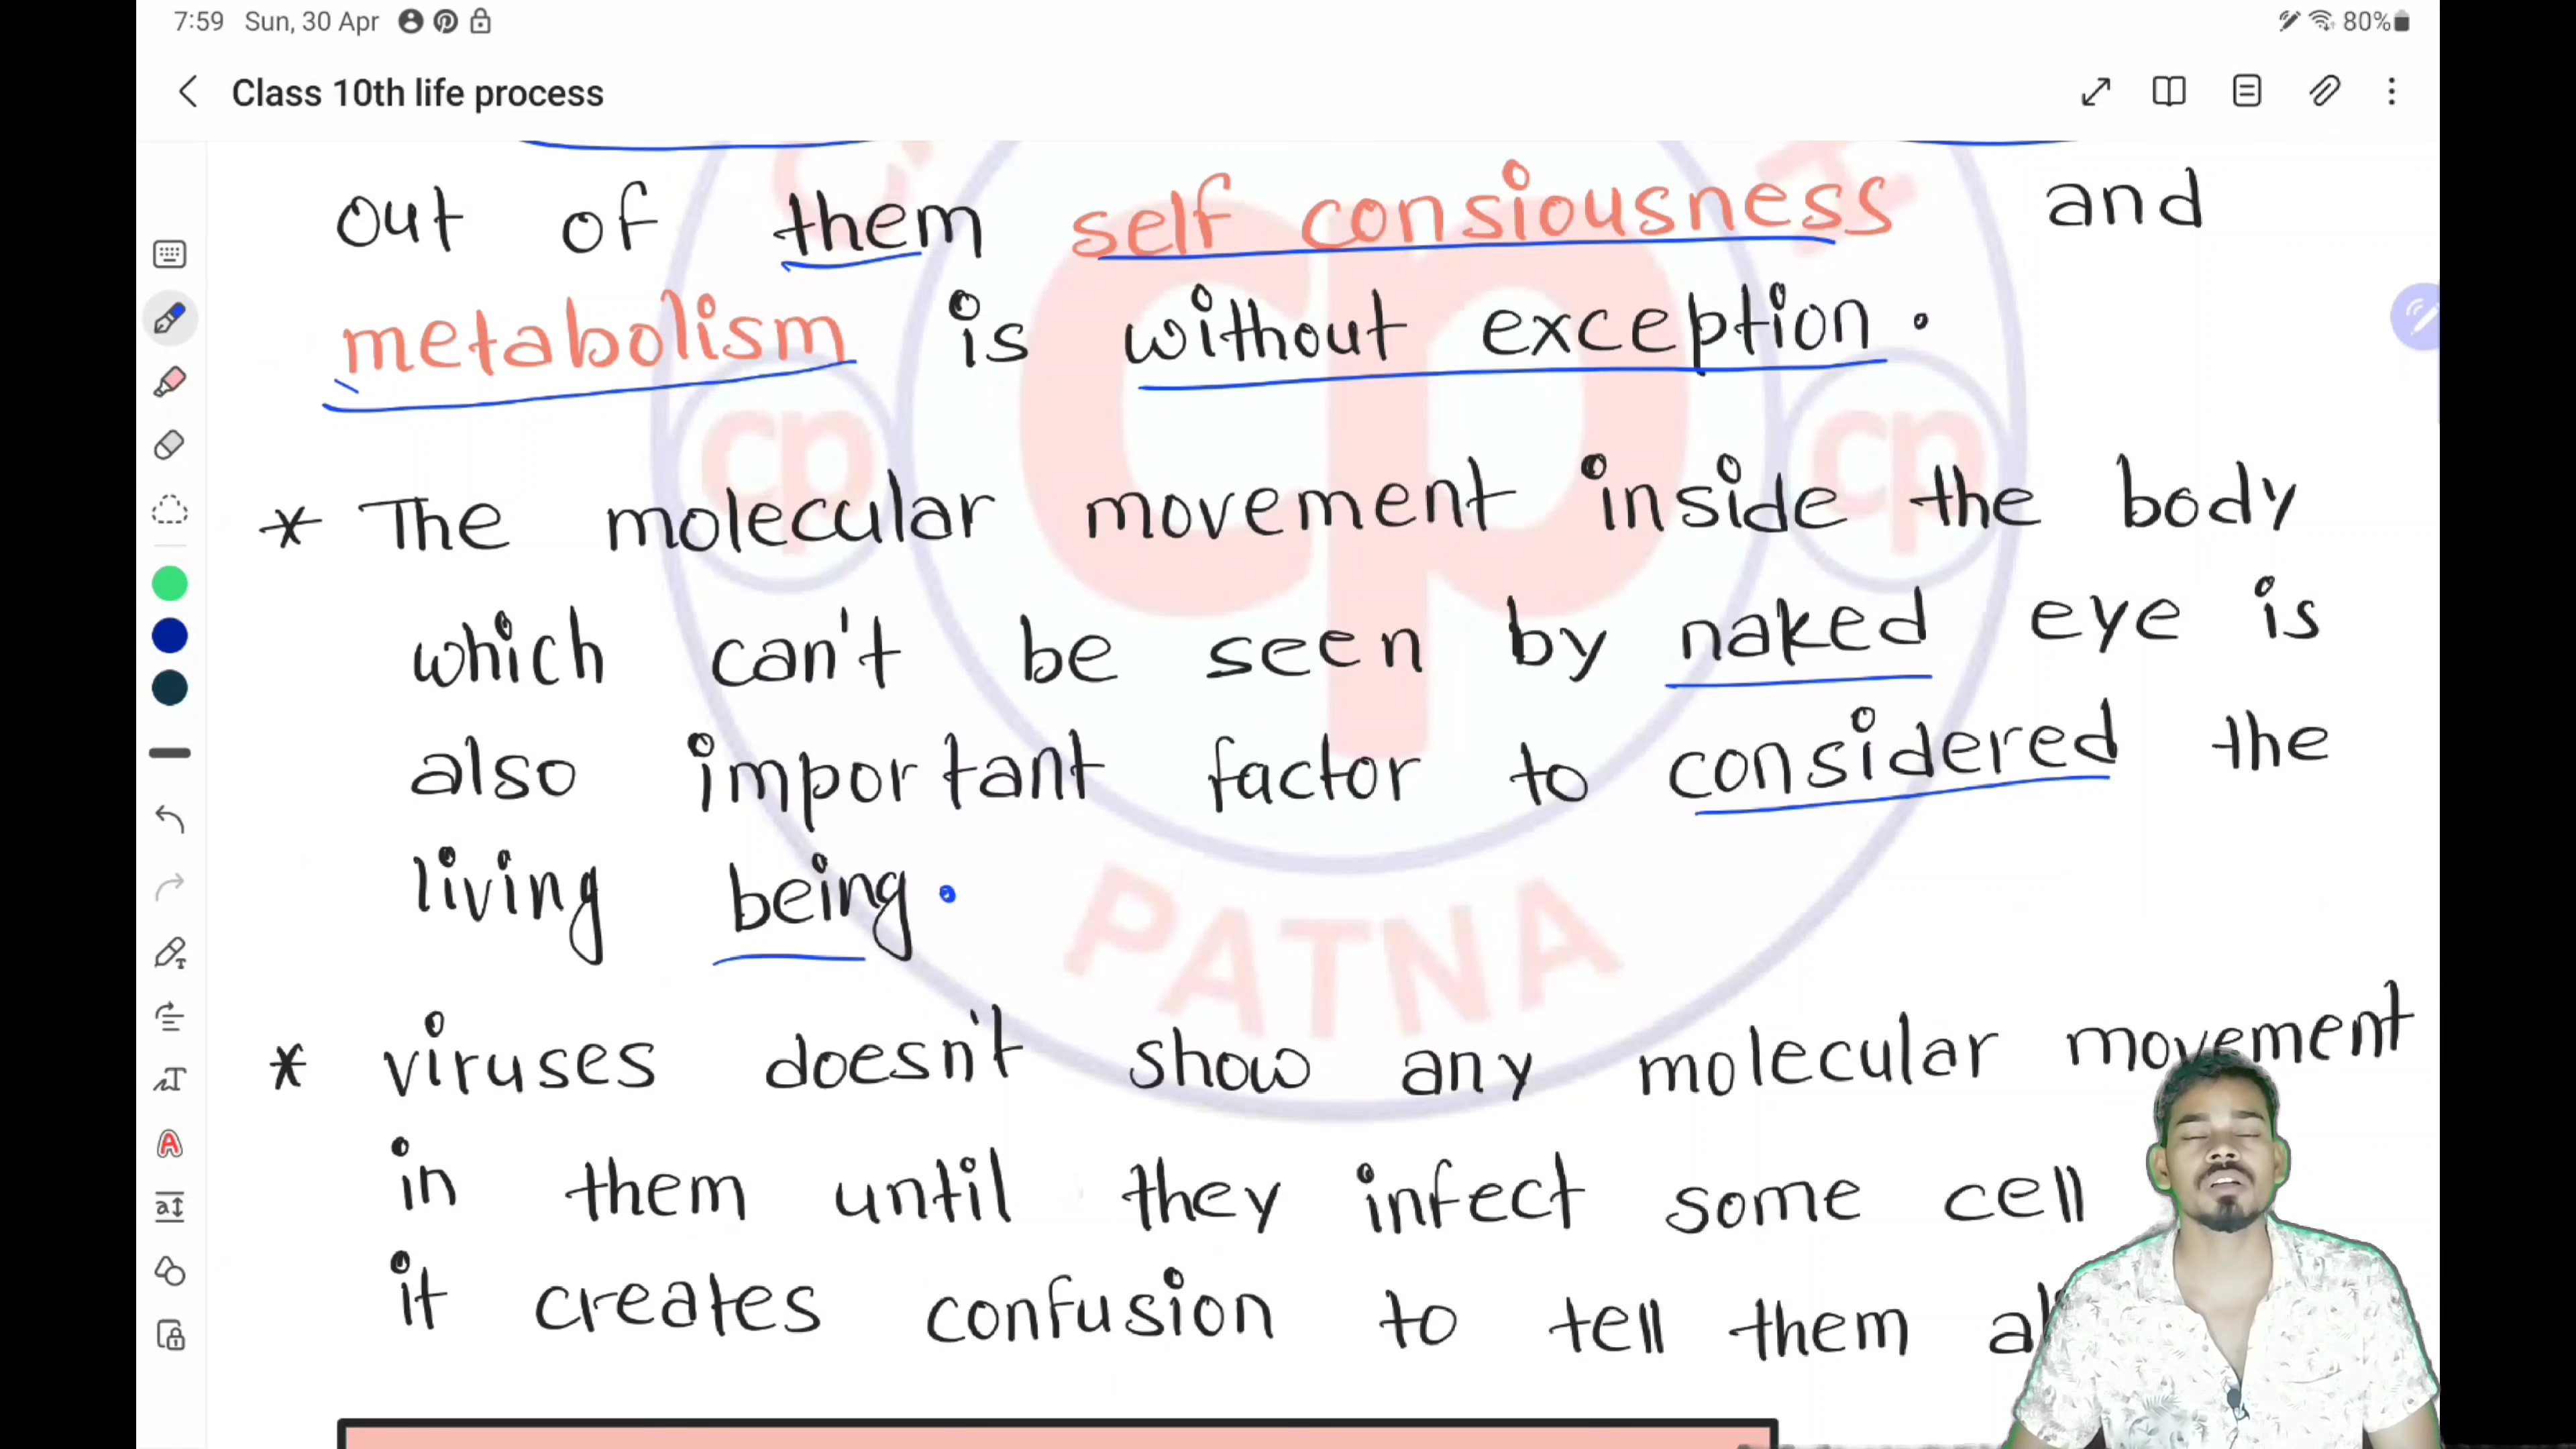 7:59 Sun, 30 Apr
80%
Class 10th life process
out of them self consiousness and
metabolism is without exception.
* The molecular movement inside the body
which can't be seen by naked eye is
also important factor to considered the
living being.
* viruses doesn't show any molecular movement
in them until they infect some cell
it creates confusion to tell them
cp
cp
cp
PATNA